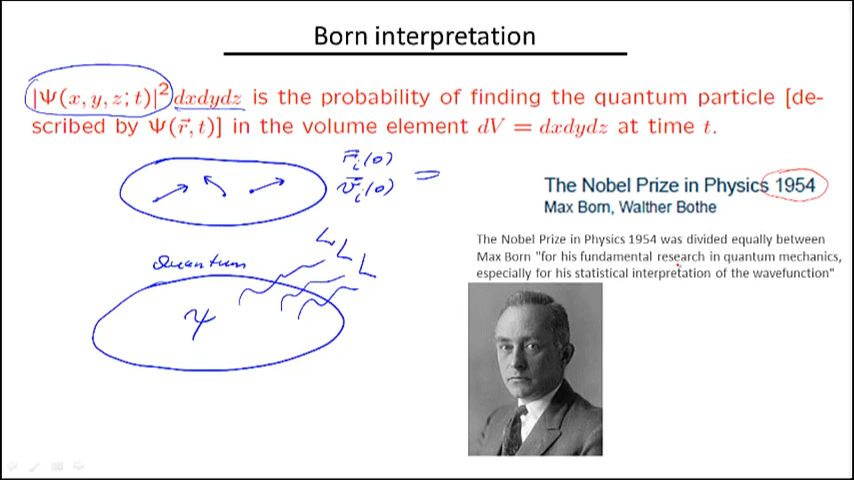 Born interpretation
|Ψ(x, y, z; t)|² dxdydz is the probability of finding the quantum particle [de-
scribed by Ψ(r⃗, t)] in the volume element dV = dxdydz at time t.
r⃗ᵢ(0)
v⃗ᵢ(0) =
The Nobel Prize in Physics 1954
Max Born, Walther Bothe
The Nobel Prize in Physics 1954 was divided equally between
Max Born "for his fundamental research in quantum mechanics,
especially for his statistical interpretation of the wavefunction"
Quantum
L L L
Ψ